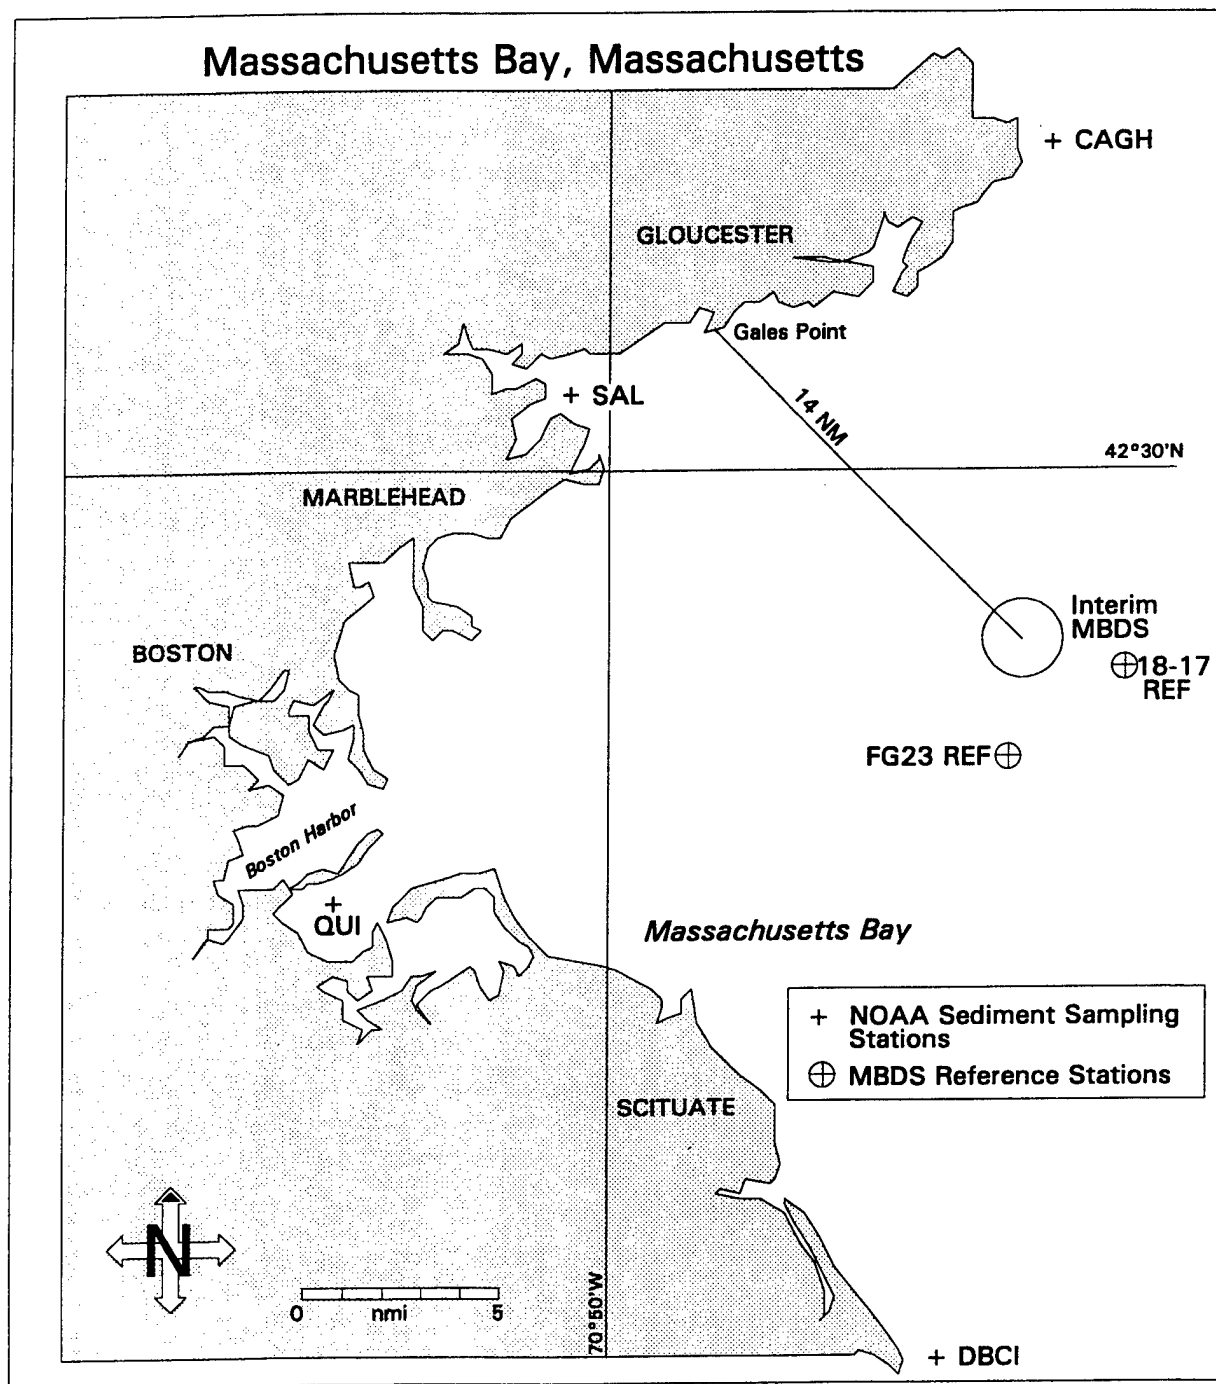 Massachusetts Bay, Massachusetts
+ CAGH
GLOUCESTER
Gales Point
+ SAL
14 NM
42°30'N
MARBLEHEAD
Interim
MBDS
BOSTON
18-17
REF
FG23 REF
Boston Harbor
+
QUI
Massachusetts Bay
+ NOAA Sediment Sampling
Stations
MBDS Reference Stations
SCITUATE
N
0 nmi 5
70°50'W
+ DBCI